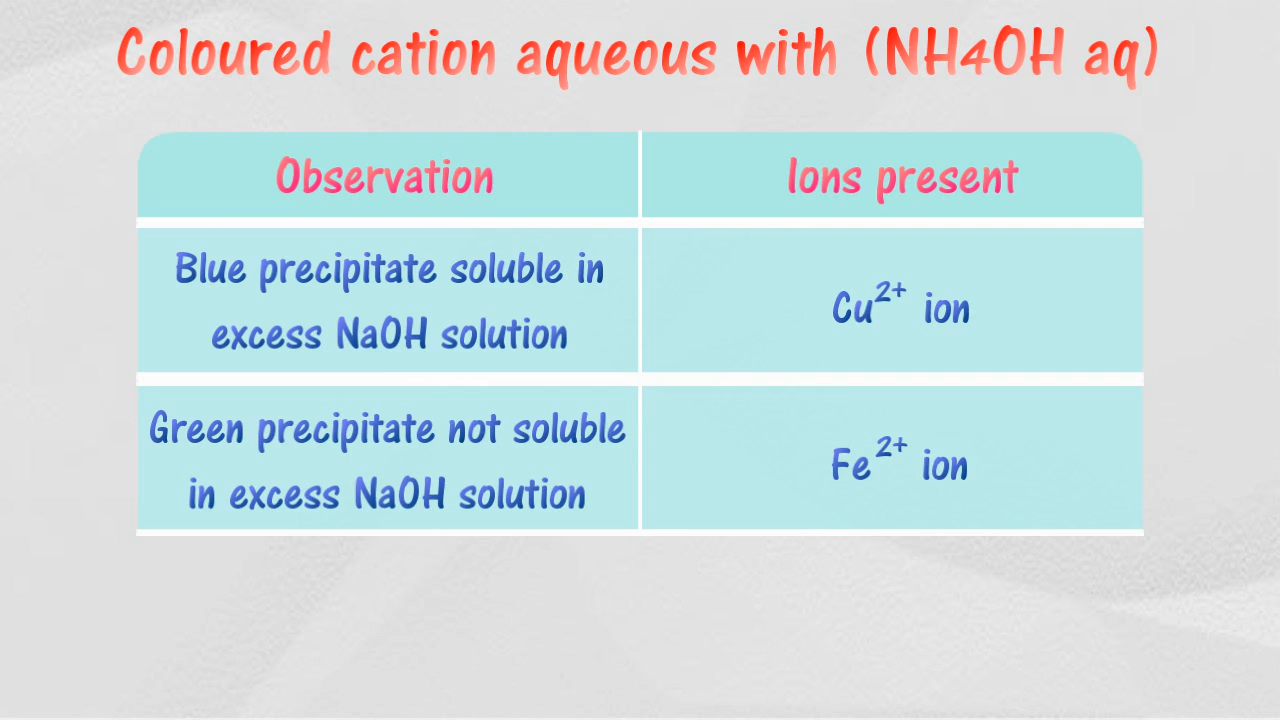 Coloured cation aqueous with (NH4OH aq)
Observation
Ions present
Blue precipitate soluble in
excess NaOH solution
Cu²⁺ ion
Green precipitate not soluble
in excess NaOH solution
Fe²⁺ ion